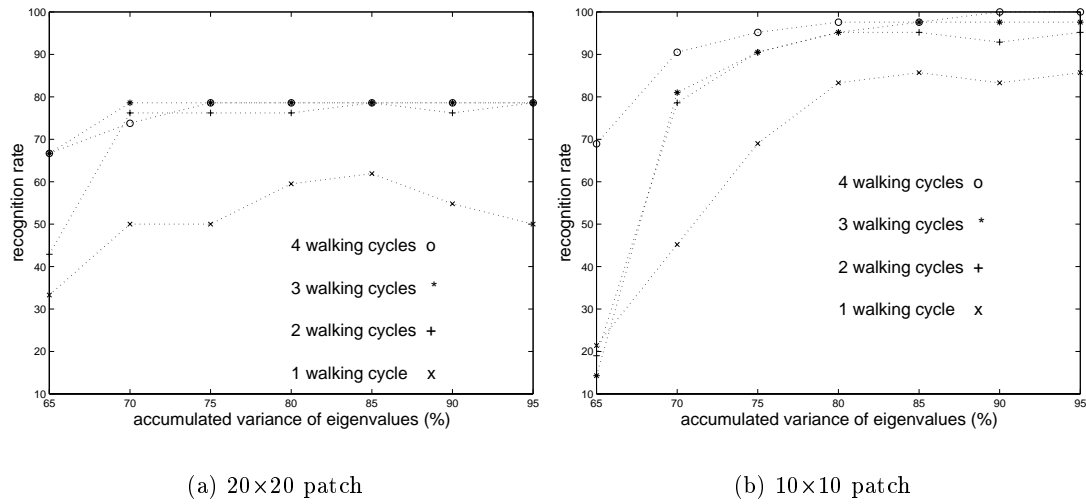 100
90
80
70
60
50
40
30
20
10
recognition rate
4 walking cycles o
3 walking cycles *
2 walking cycles +
1 walking cycle x
65 70 75 80 85 90 95
accumulated variance of eigenvalues (%)
(a) 20×20 patch
100
90
80
70
60
50
40
30
20
10
recognition rate
4 walking cycles o
3 walking cycles *
2 walking cycles +
1 walking cycle x
65 70 75 80 85 90 95
accumulated variance of eigenvalues (%)
(b) 10×10 patch